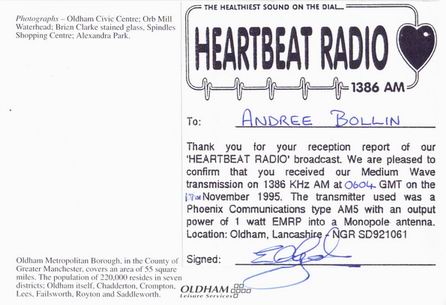 Photographs – Oldham Civic Centre; Orb Mill
Waterhead; Brien Clarke stained glass, Spindles
Shopping Centre; Alexandra Park.
Oldham Metropolitan Borough, in the County of
Greater Manchester, covers an area of 55 square
miles. The population of 220,000 resides in seven
districts; Oldham itself, Chadderton, Crompton,
Lees, Failsworth, Royton and Saddleworth.
THE HEALTHIEST SOUND ON THE DIAL...
HEARTBEAT RADIO
1386 AM
To: ANDREE BOLLIN
Thank you for your reception report of our
'HEARTBEAT RADIO' broadcast. We are pleased to
confirm that you received our Medium Wave
transmission on 1386 KHz AM at 0604 GMT on the
November 1995. The transmitter used was a
Phoenix Communications type AM5 with an output
power of 1 watt EMRP into a Monopole antenna.
Location: Oldham, Lancashire - NGR SD921061
Signed:
OLDHAM
Leisure Services